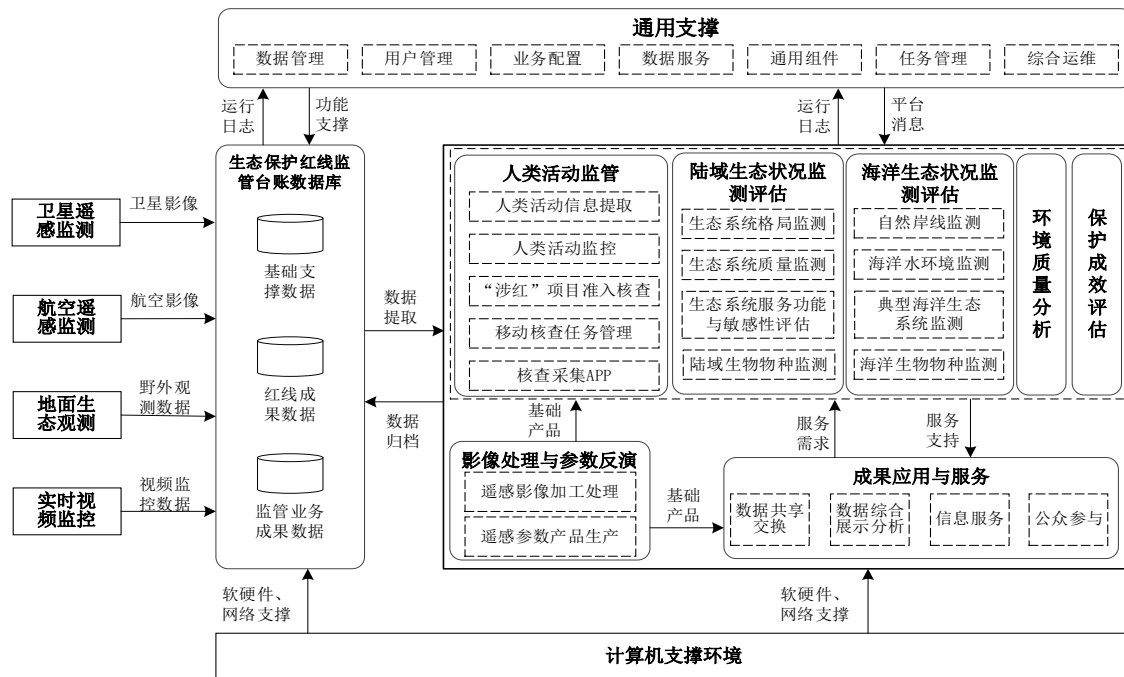 通用支撑
数据管理
用户管理
业务配置
数据服务
通用组件
任务管理
综合运维
运行
日志
功能
支撑
运行
日志
平台
消息
卫星遥
感监测
卫星影像
航空遥
感监测
航空影像
地面生
态观测
野外观
测数据
实时视
频监控
视频监
控数据
生态保护红线监
管台账数据库
基础支
撑数据
红线成
果数据
监管业务
成果数据
数据
提取
数据
归档
人类活动监管
人类活动信息提取
人类活动监控
“涉红”项目准入核查
移动核查任务管理
核查采集APP
陆域生态状况监
测评估
生态系统格局监测
生态系统质量监测
生态系统服务功能
与敏感性评估
陆域生物物种监测
海洋生态状况监
测评估
自然岸线监测
海洋水环境监测
典型海洋生态
系统监测
海洋生物物种监测
环境质量分析
保护成效评估
基础
产品
服务
需求
服务
支持
影像处理与参数反演
遥感影像加工处理
遥感参数产品生产
基础
产品
成果应用与服务
数据共享
交换
数据综合
展示分析
信息服务
公众参与
软硬件、
网络支撑
软硬件、
网络支撑
计算机支撑环境